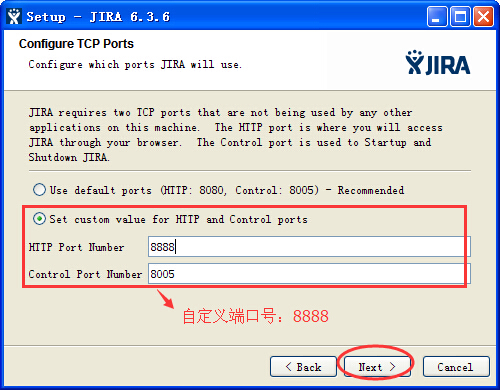 Setup - JIRA 6.3.6
Configure TCP Ports
Configure which ports JIRA will use.
JIRA
JIRA requires two TCP ports that are not being used by any other
applications on this machine. The HTTP port is where you will access
JIRA through your browser. The Control port is used to Startup and
Shutdown JIRA.
Use default ports (HTTP: 8080, Control: 8005) - Recommended
Set custom value for HTTP and Control ports
HTTP Port Number 8888
Control Port Number 8005
自定义端口号：8888
< Back Next > Cancel